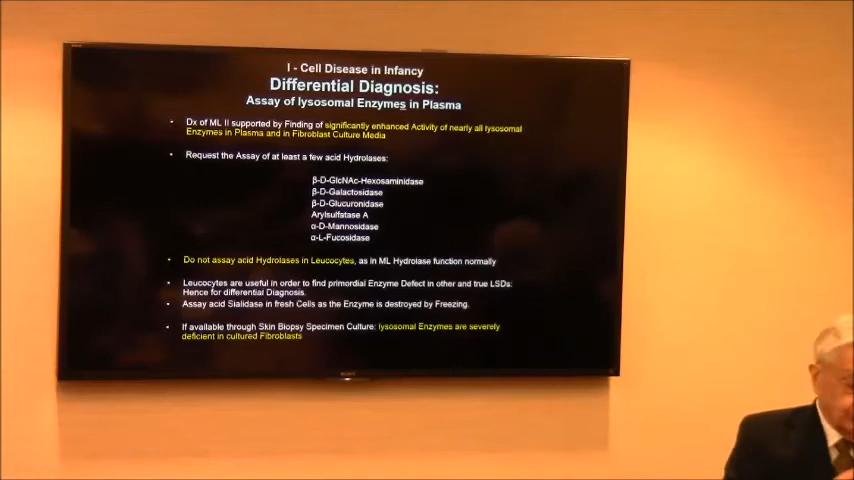 I - Cell Disease in Infancy
Differential Diagnosis:
Assay of lysosomal Enzymes in Plasma
• Dx of ML II supported by Finding of significantly enhanced Activity of nearly all lysosomal
Enzymes in Plasma and in Fibroblast Culture Media
• Request the Assay of at least a few acid Hydrolases:
β-D-GlcNAc-Hexosaminidase
β-D-Galactosidase
β-D-Glucuronidase
Arylsulfatase A
α-D-Mannosidase
α-L-Fucosidase
• Do not assay acid Hydrolases in Leucocytes, as in ML Hydrolase function normally
• Leucocytes are useful in order to find primordial Enzyme Defect in other and true LSDs:
Hence for differential Diagnosis.
• Assay acid Sialidase in fresh Cells as the Enzyme is destroyed by Freezing.
• If available through Skin Biopsy Specimen Culture: lysosomal Enzymes are severely
deficient in cultured Fibroblasts
SONY